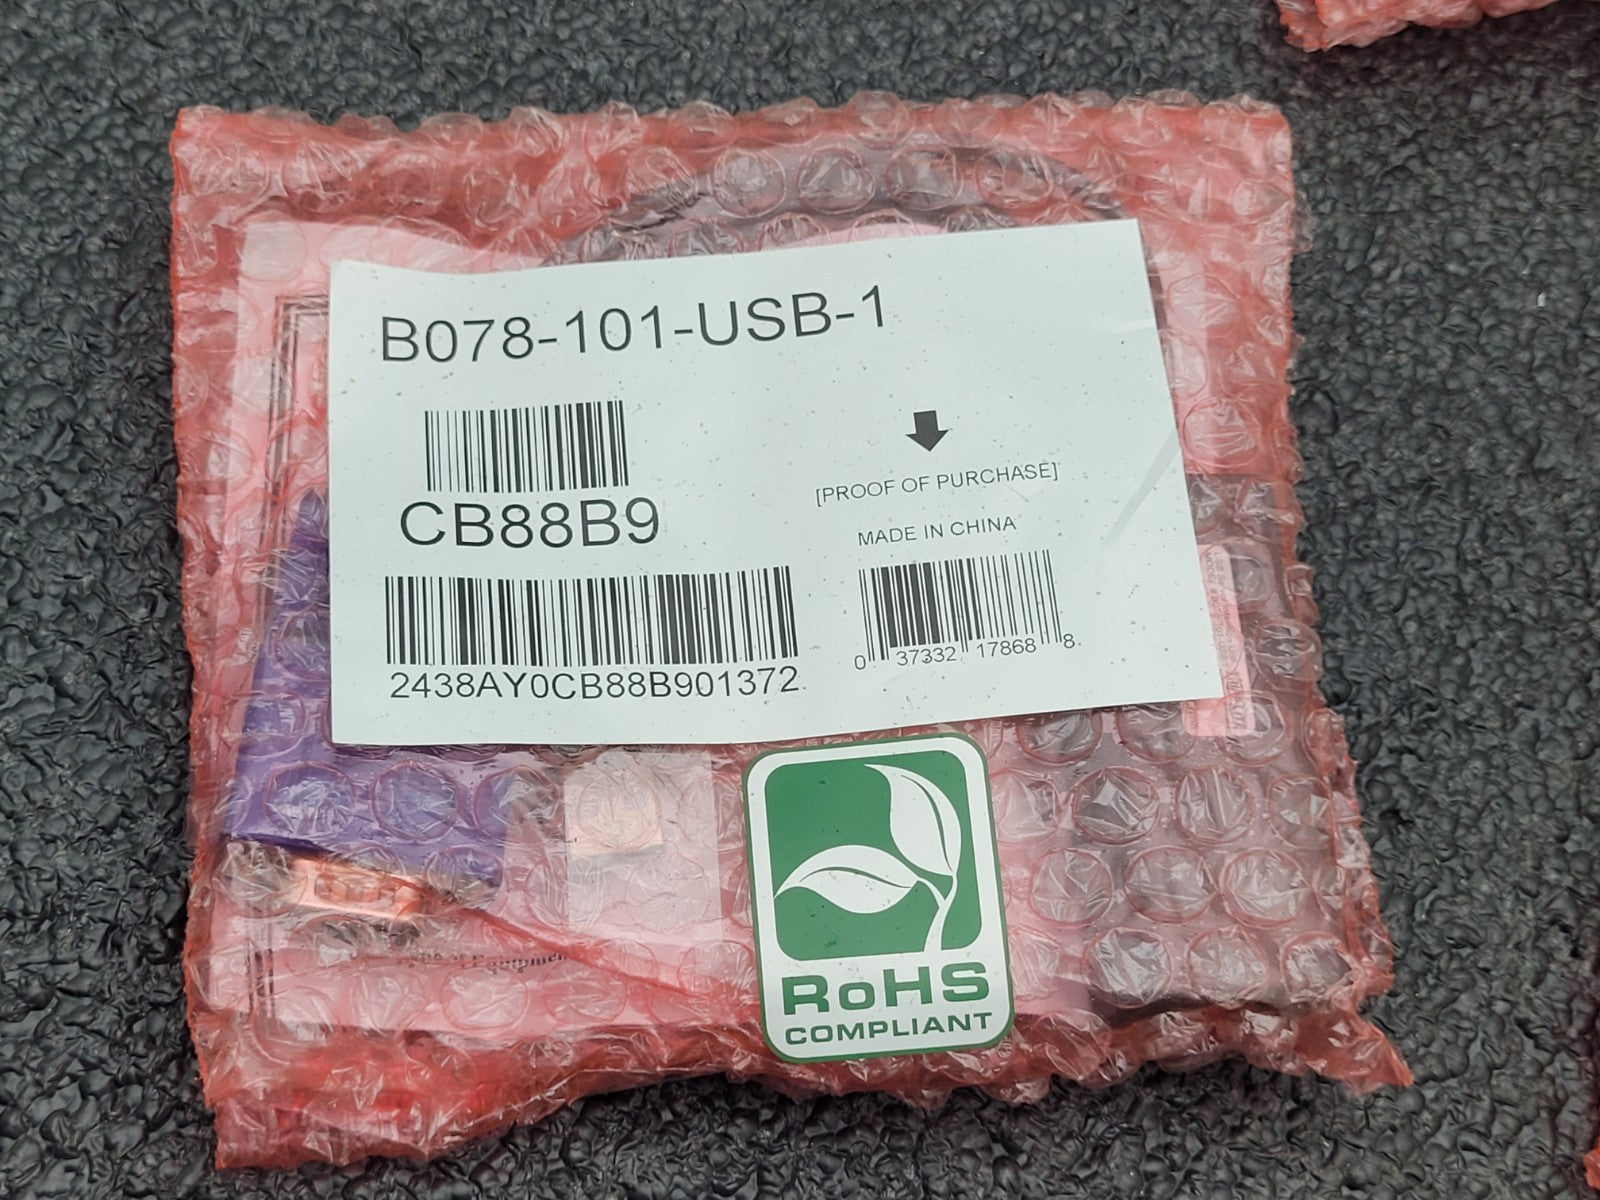 B078-101-USB-1
CB88B9
2438AY0CB88B901372
[PROOF OF PURCHASE]
MADE IN CHINA
0 37332 17868 8
RoHS
COMPLIANT